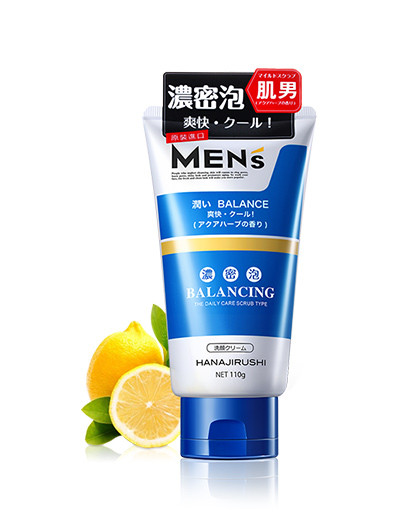 濃密泡
爽快・クール！
原裝進口
マイルドスクラブ
肌男
(アクアハーブの香り)
MEN's
潤い BALANCE
爽快・クール!
(アクアハーブの香り)
濃密泡
BALANCING
THE DAILY CARE SCRUB TYPE
洗顔クリーム
HANAJIRUSHI
NET 110g